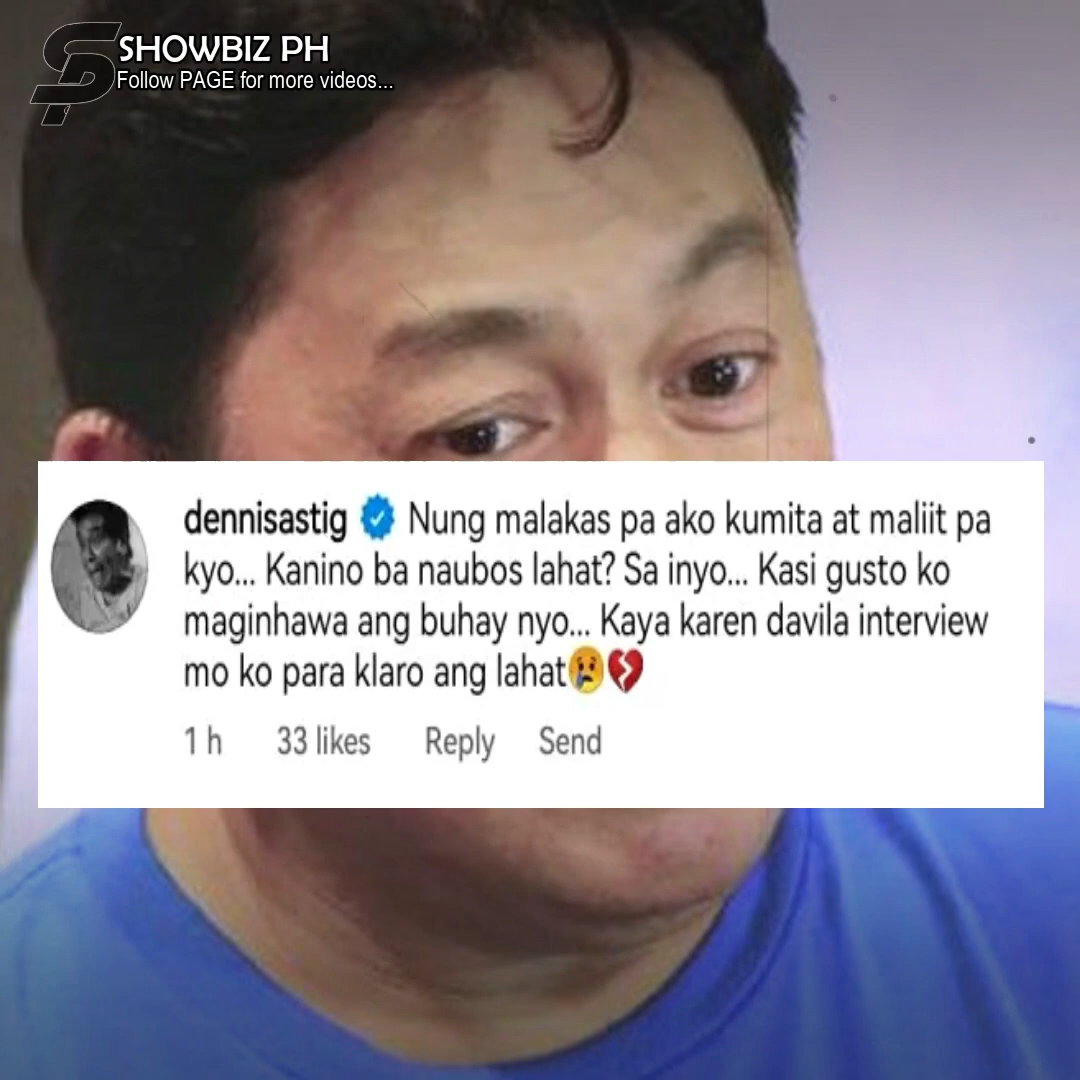 SHOWBIZ PH
Follow PAGE for more videos...
dennisastig Nung malakas pa ako kumita at maliit pa
kyo... Kanino ba naubos lahat? Sa inyo... Kasi gusto ko
maginhawa ang buhay nyo... Kaya karen davila interview
mo ko para klaro ang lahat😢💔
1 h 33 likes Reply Send